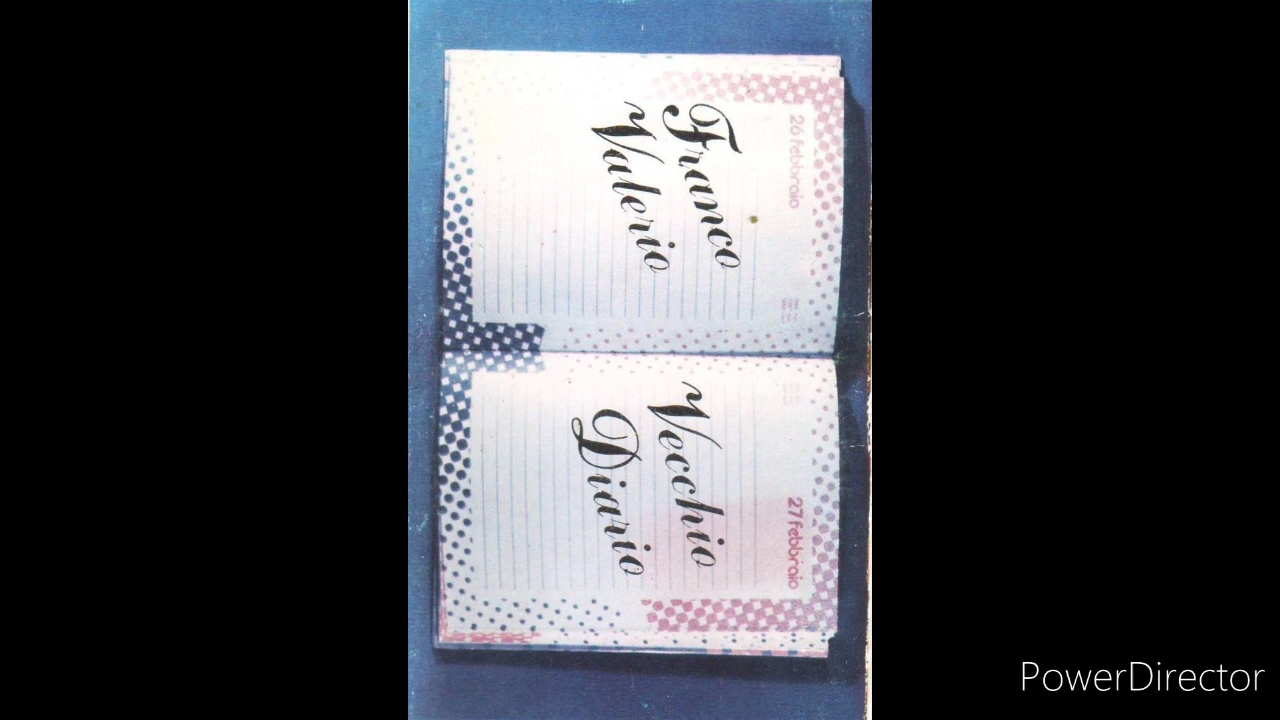 26 Febbraio
Franco
Valerio
27 Febbraio
Vecchio
Diario
PowerDirector